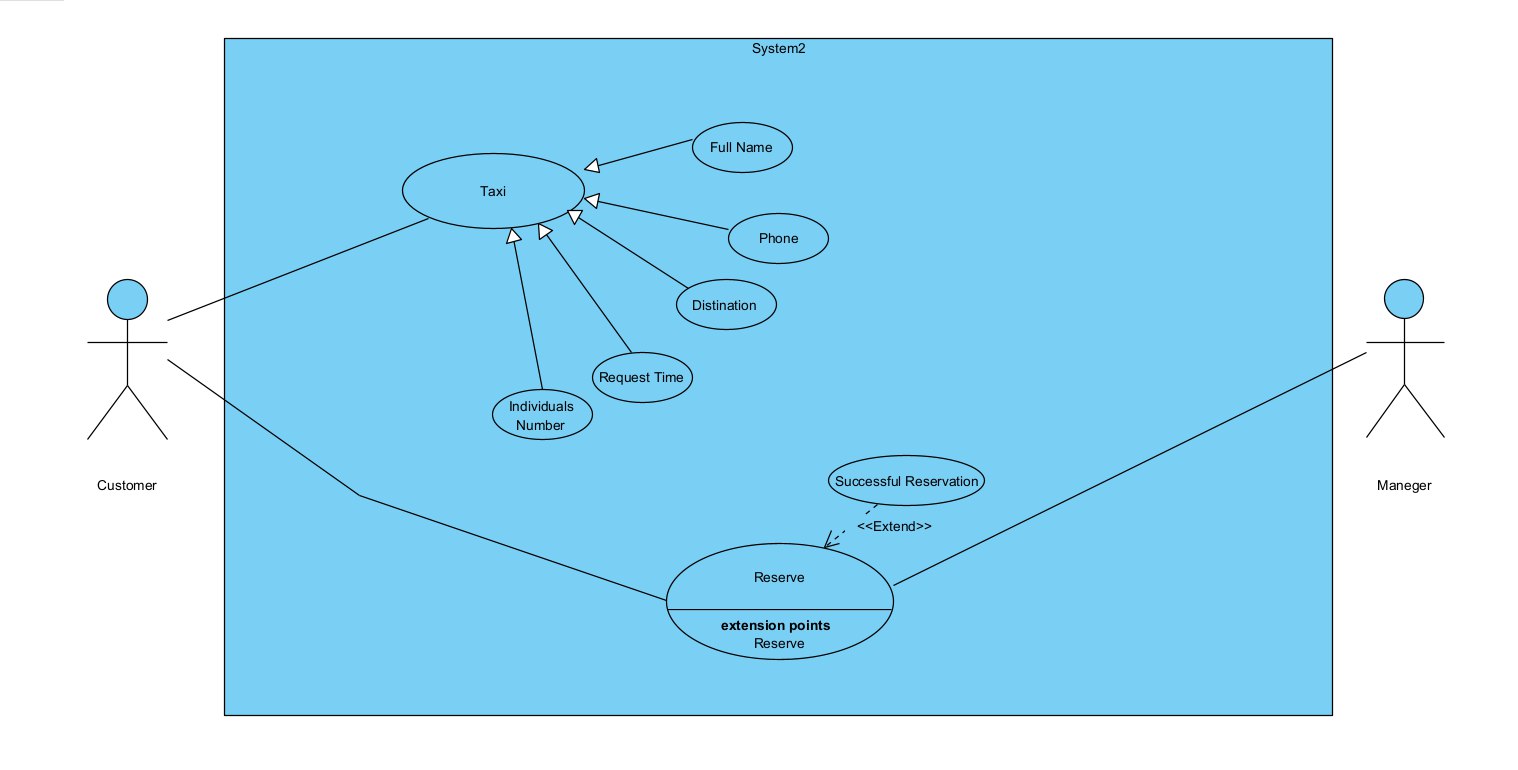 System2
Full Name
Taxi
Phone
Distination
Request Time
Individuals
Number
Customer
Maneger
Successful Reservation
<<Extend>>
Reserve
extension points
Reserve